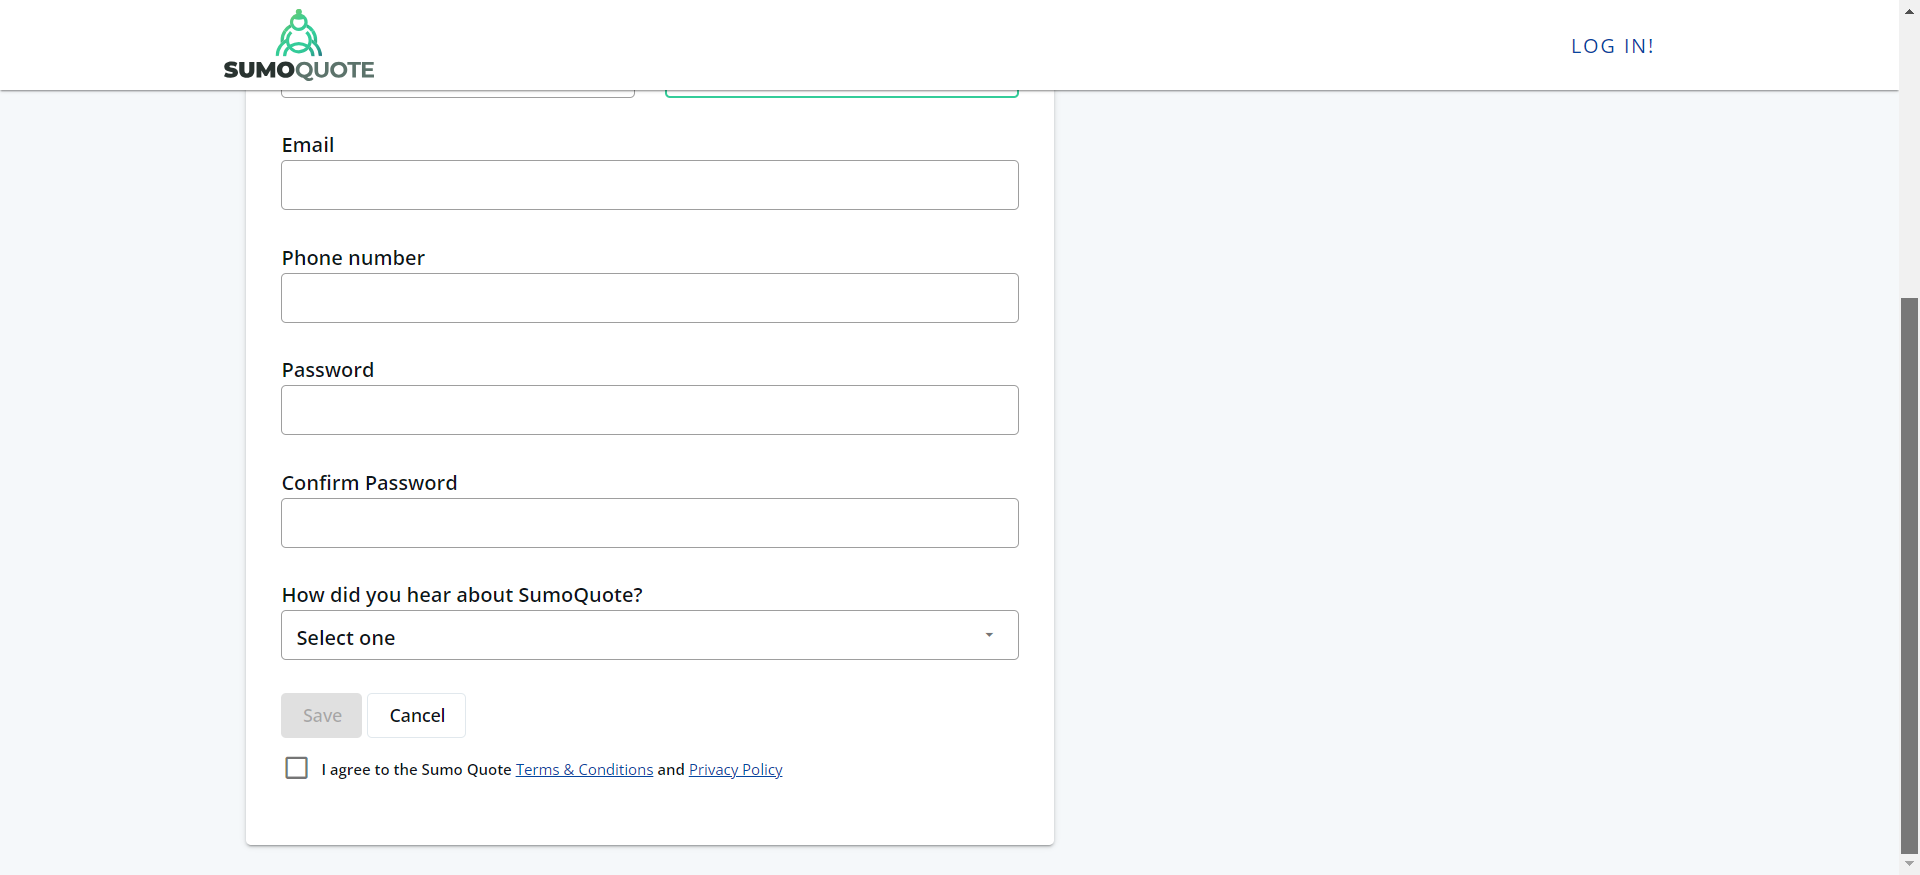 SUMOQUOTE
LOG IN!
Email
Phone number
Password
Confirm Password
How did you hear about SumoQuote?
Select one
Save Cancel
I agree to the Sumo Quote Terms & Conditions and Privacy Policy